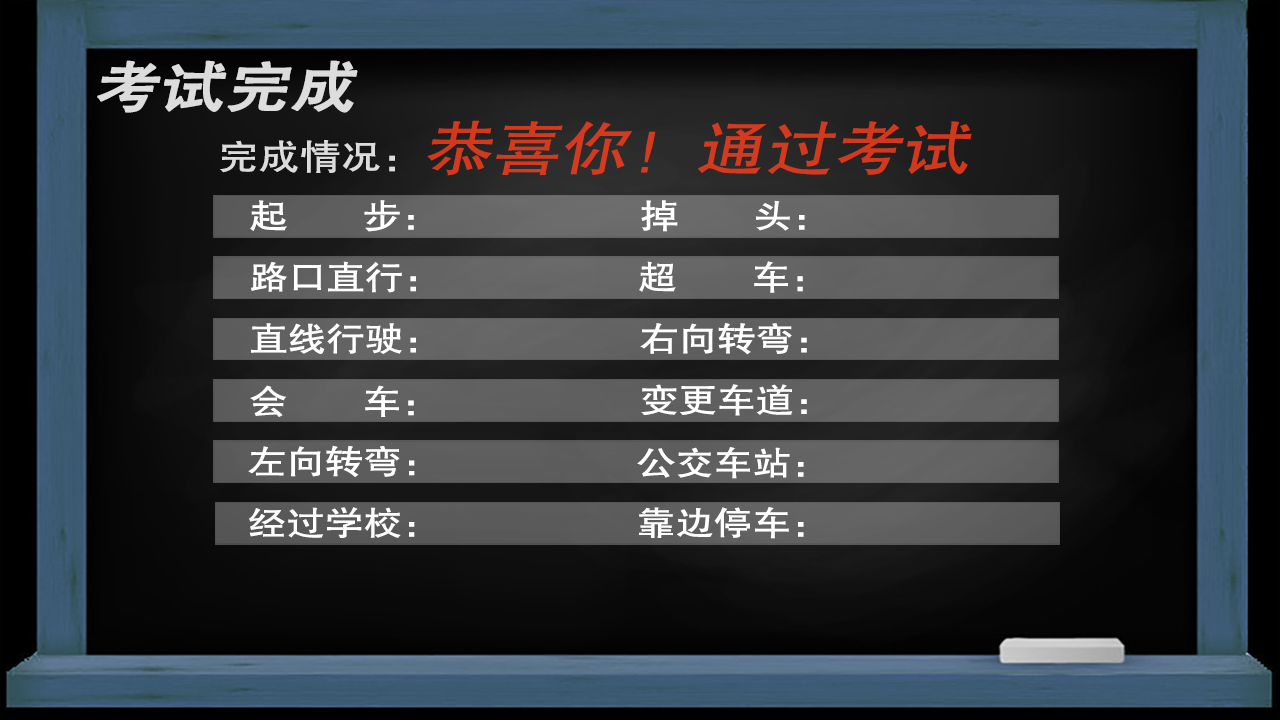 考试完成
完成情况：恭喜你！通过考试
起步： 掉头：
路口直行： 超车：
直线行驶： 右向转弯：
会车： 变更车道：
左向转弯： 公交车站：
经过学校： 靠边停车：